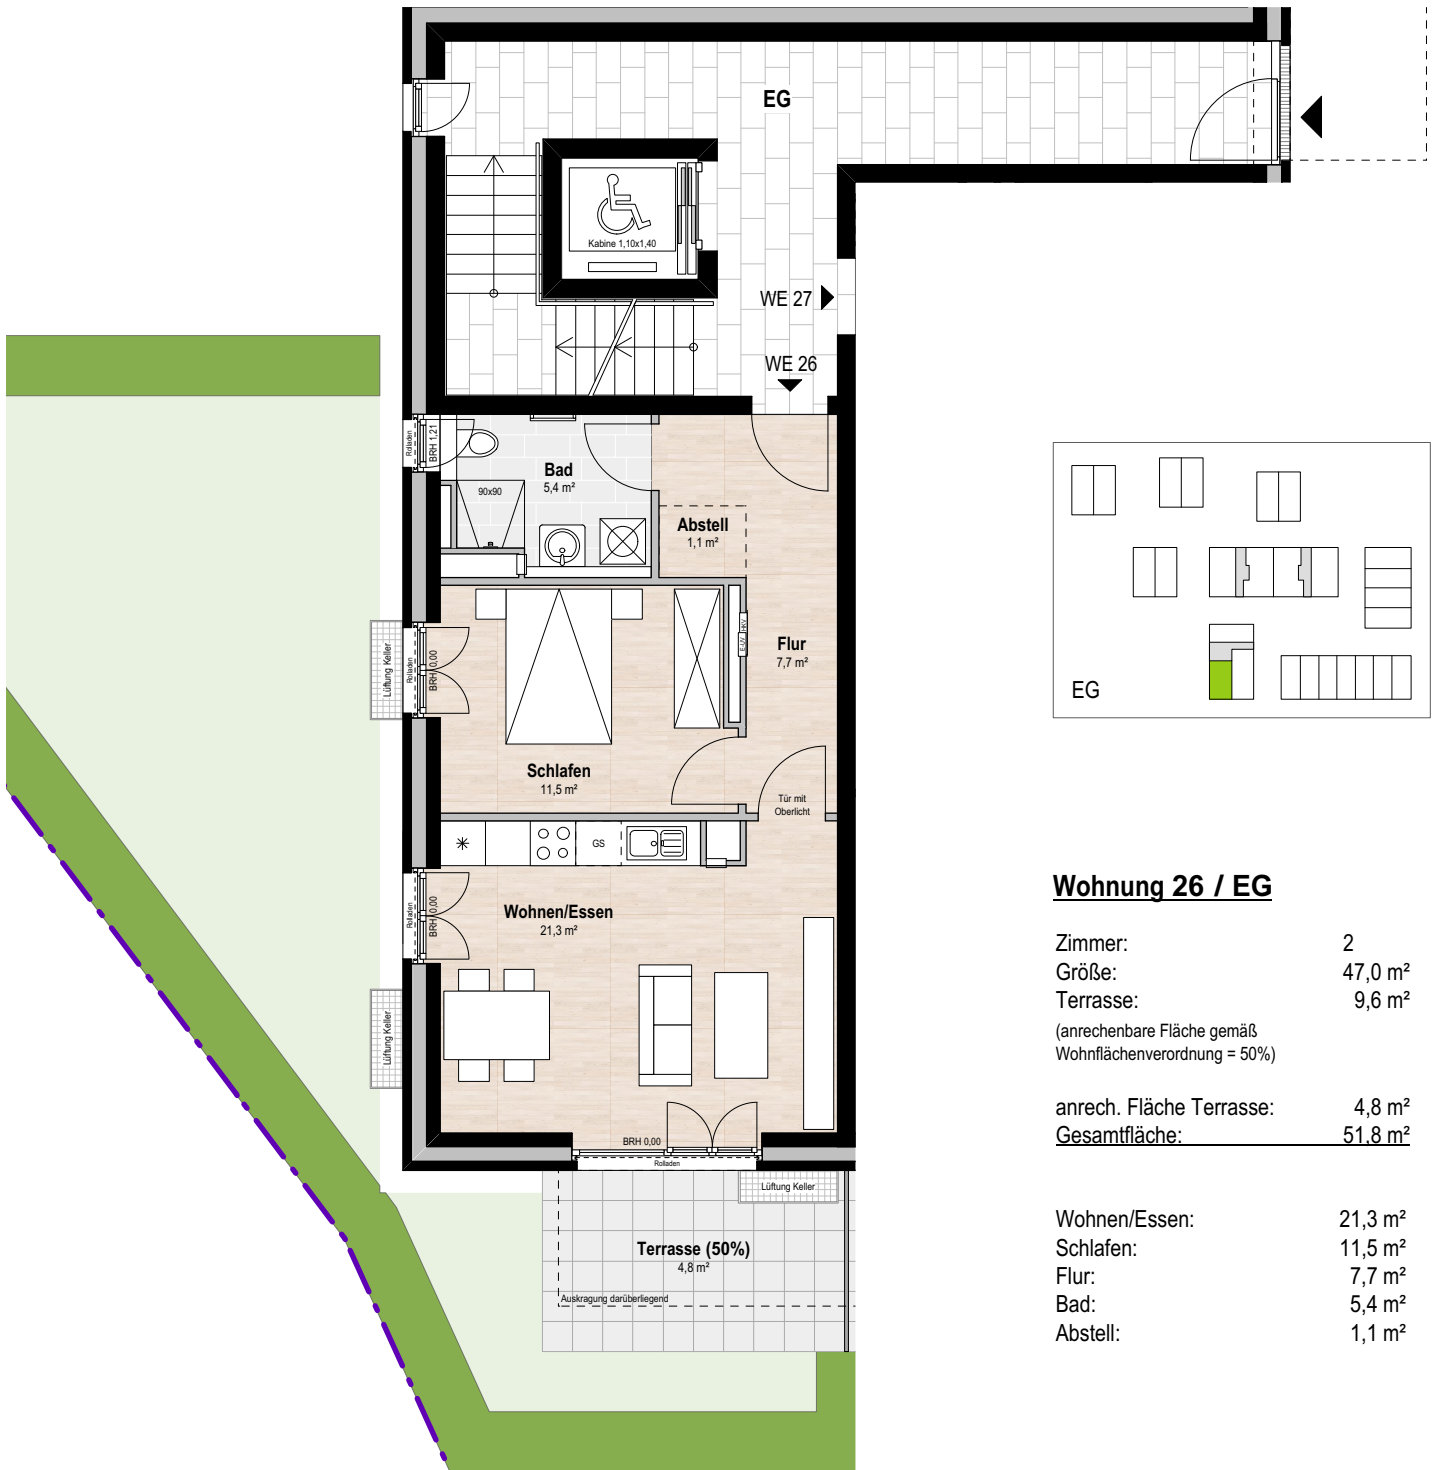 EG
Kabine 1,10x1,40
WE 27
WE 26
Rolladen
BRH 1,21
Bad
5,4 m²
90x90
Abstell
1,1 m²
Lüftung Keller
Rolladen
BRH 0,00
E-UV
HKV
Flur
7,7 m²
Schlafen
11,5 m²
Tür mit
Oberlicht
GS
Rolladen
BRH 0,00
Wohnen/Essen
21,3 m²
Lüftung Keller
BRH 0,00
Rolladen
Lüftung Keller
Terrasse (50%)
4,8 m²
Auskragung darüberliegend
EG
Wohnung 26 / EG
Zimmer: 2
Größe: 47,0 m²
Terrasse: 9,6 m²
(anrechenbare Fläche gemäß
Wohnflächenverordnung = 50%)
anrech. Fläche Terrasse: 4,8 m²
Gesamtfläche: 51,8 m²
Wohnen/Essen: 21,3 m²
Schlafen: 11,5 m²
Flur: 7,7 m²
Bad: 5,4 m²
Abstell: 1,1 m²